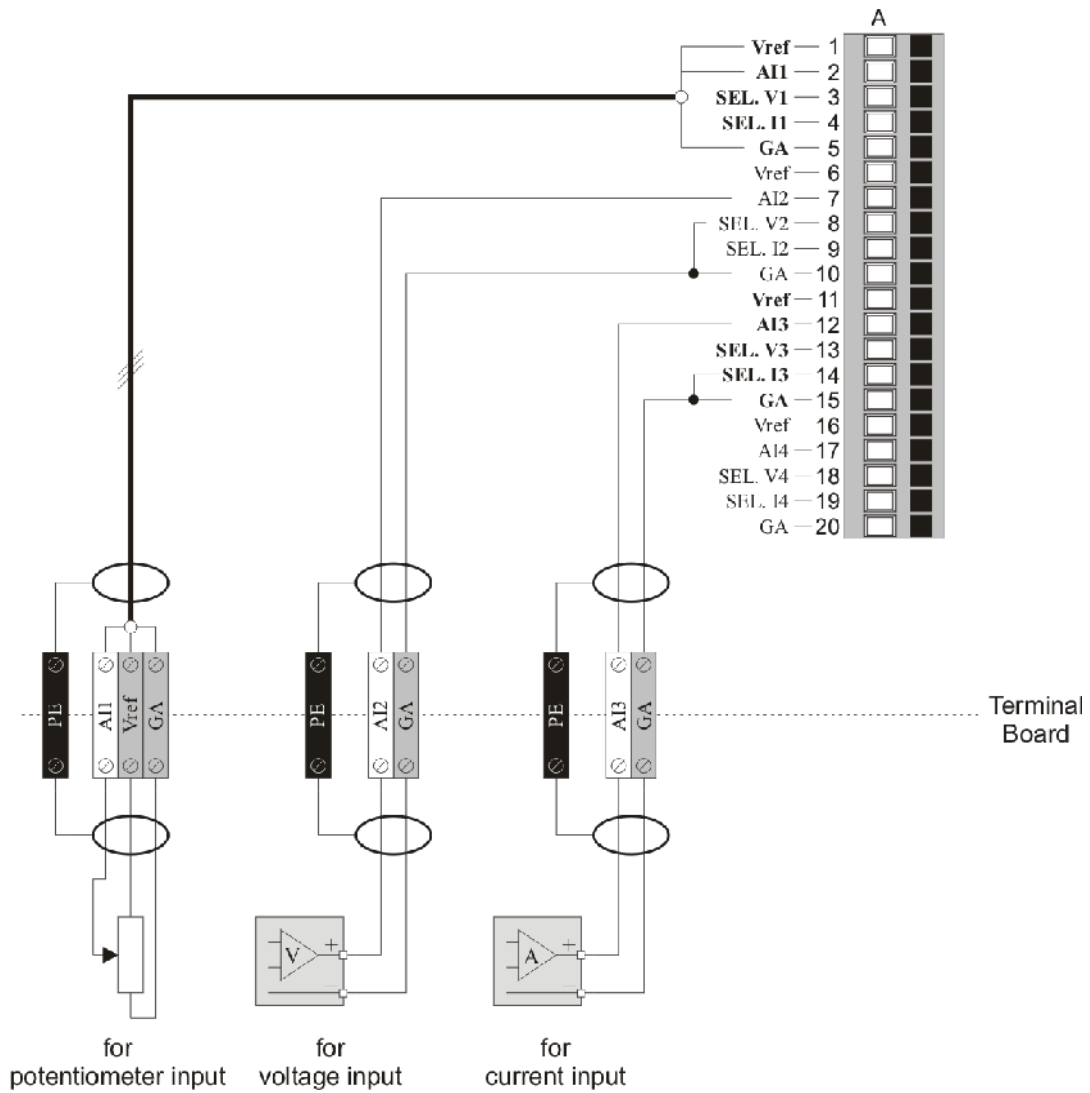 A
Vref 1
AI1 2
SEL. V1 3
SEL. I1 4
GA 5
Vref 6
AI2 7
SEL. V2 8
SEL. I2 9
GA 10
Vref 11
AI3 12
SEL. V3 13
SEL. I3 14
GA 15
Vref 16
AI4 17
SEL. V4 18
SEL. I4 19
GA 20
PE AI1 Vref GA
PE AI2 GA
PE AI3 GA
Terminal
Board
V + −
A + −
for
potentiometer input
for
voltage input
for
current input